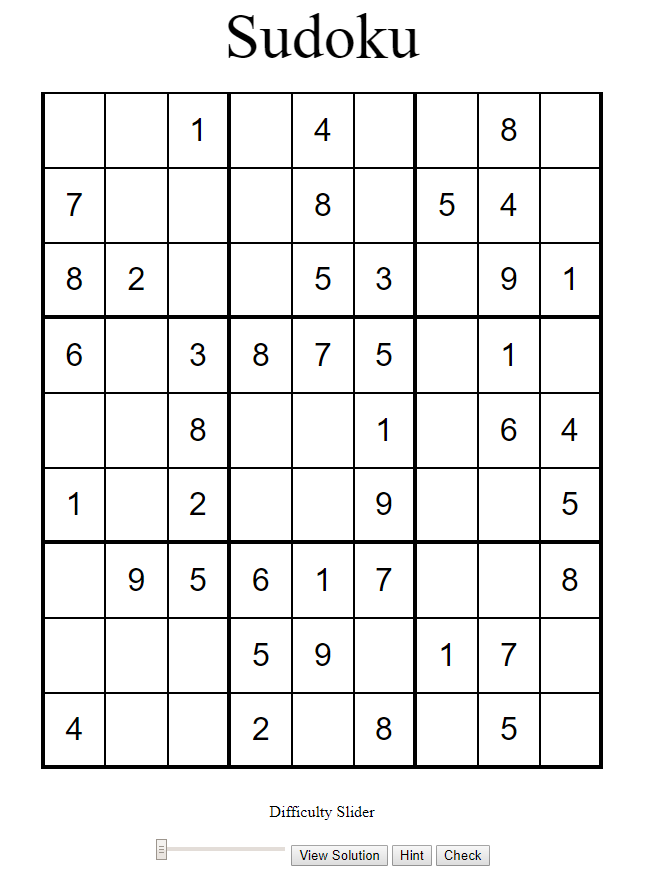 Sudoku
1 4 8
7 8 5 4
8 2 5 3 9 1
6 3 8 7 5 1
8 1 6 4
1 2 9 5
9 5 6 1 7 8
5 9 1 7
4 2 8 5
Difficulty Slider
View Solution Hint Check